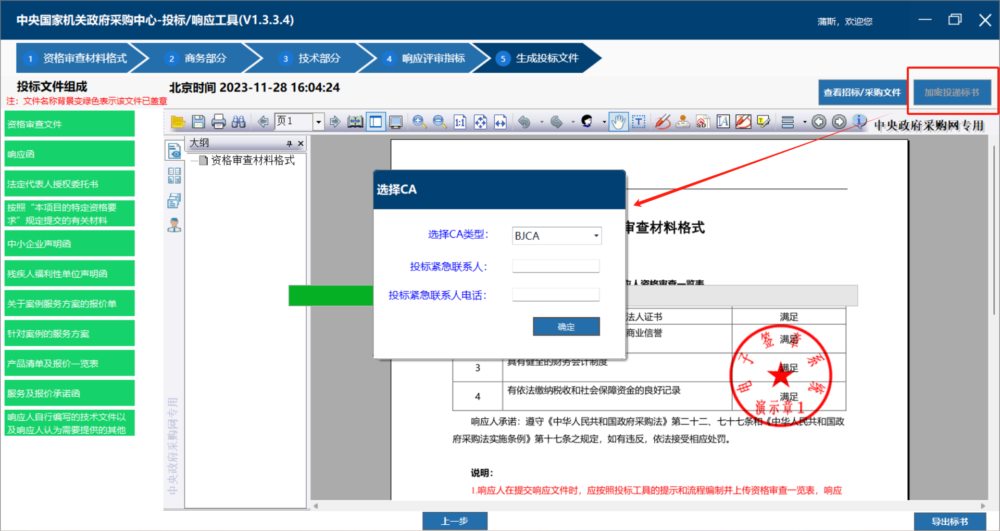 中央国家机关政府采购中心-投标/响应工具(V1.3.3.4)
蒲斯，欢迎您
1 资格审查材料格式
2 商务部分
3 技术部分
4 响应评审指标
5 生成投标文件
投标文件组成
北京时间 2023-11-28 16:04:24
注：文件名称背景变绿色表示该文件已盖章
查看招标/采购文件
加密投递标书
资格审查文件
响应函
法定代表人授权委托书
按照“本项目的特定资格要
求”规定提交的有关材料
中小企业声明函
残疾人福利性单位声明函
关于案例服务方案的报价单
针对案例的服务方案
产品清单及报价一览表
服务及报价承诺函
响应人自行编写的技术文件以
及响应人认为需要提供的其他
页1
中央政府采购网专用
大纲
资格审查材料格式
中央政府采购网专用
选择CA
选择CA类型：
BJCA
投标紧急联系人：
投标紧急联系人电话：
确定
审查材料格式
应人资格审查一览表
法人证书
满足
商业信誉
满足
3
具有健全的财务会计制度
满足
4
有依法缴纳税收和社会保障资金的良好记录
满足
电子签章系统
演示章1
响应人承诺：遵守《中华人民共和国政府采购法》第二十二、七十七条和《中华人民共和国政
府采购法实施条例》第十七条之规定，如有违反，依法接受相应处罚。
说明：
1.响应人在提交响应文件时，应按照投标工具的提示和流程编制并上传资格审查一览表，响应
上一步
导出标书